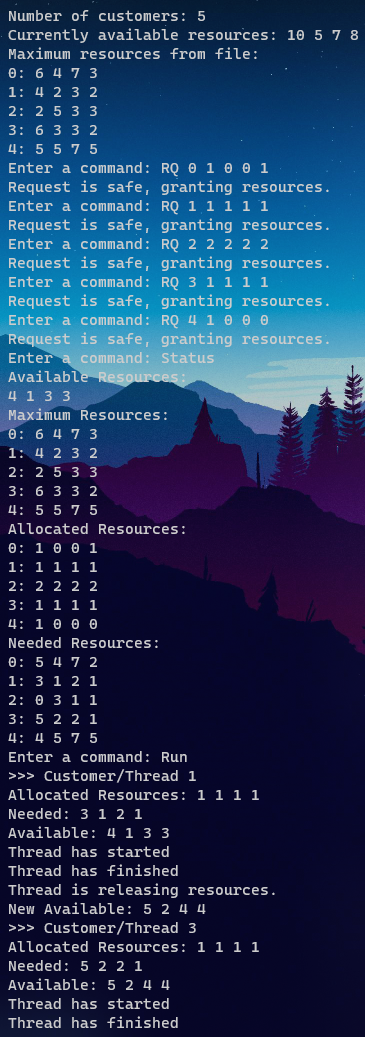 Number of customers: 5
Currently available resources: 10 5 7 8
Maximum resources from file:
0: 6 4 7 3
1: 4 2 3 2
2: 2 5 3 3
3: 6 3 3 2
4: 5 5 7 5
Enter a command: RQ 0 1 0 0 1
Request is safe, granting resources.
Enter a command: RQ 1 1 1 1 1
Request is safe, granting resources.
Enter a command: RQ 2 2 2 2 2
Request is safe, granting resources.
Enter a command: RQ 3 1 1 1 1
Request is safe, granting resources.
Enter a command: RQ 4 1 0 0 0
Request is safe, granting resources.
Enter a command: Status
Available Resources:
4 1 3 3
Maximum Resources:
0: 6 4 7 3
1: 4 2 3 2
2: 2 5 3 3
3: 6 3 3 2
4: 5 5 7 5
Allocated Resources:
0: 1 0 0 1
1: 1 1 1 1
2: 2 2 2 2
3: 1 1 1 1
4: 1 0 0 0
Needed Resources:
0: 5 4 7 2
1: 3 1 2 1
2: 0 3 1 1
3: 5 2 2 1
4: 4 5 7 5
Enter a command: Run
>>> Customer/Thread 1
Allocated Resources: 1 1 1 1
Needed: 3 1 2 1
Available: 4 1 3 3
Thread has started
Thread has finished
Thread is releasing resources.
New Available: 5 2 4 4
>>> Customer/Thread 3
Allocated Resources: 1 1 1 1
Needed: 5 2 2 1
Available: 5 2 4 4
Thread has started
Thread has finished